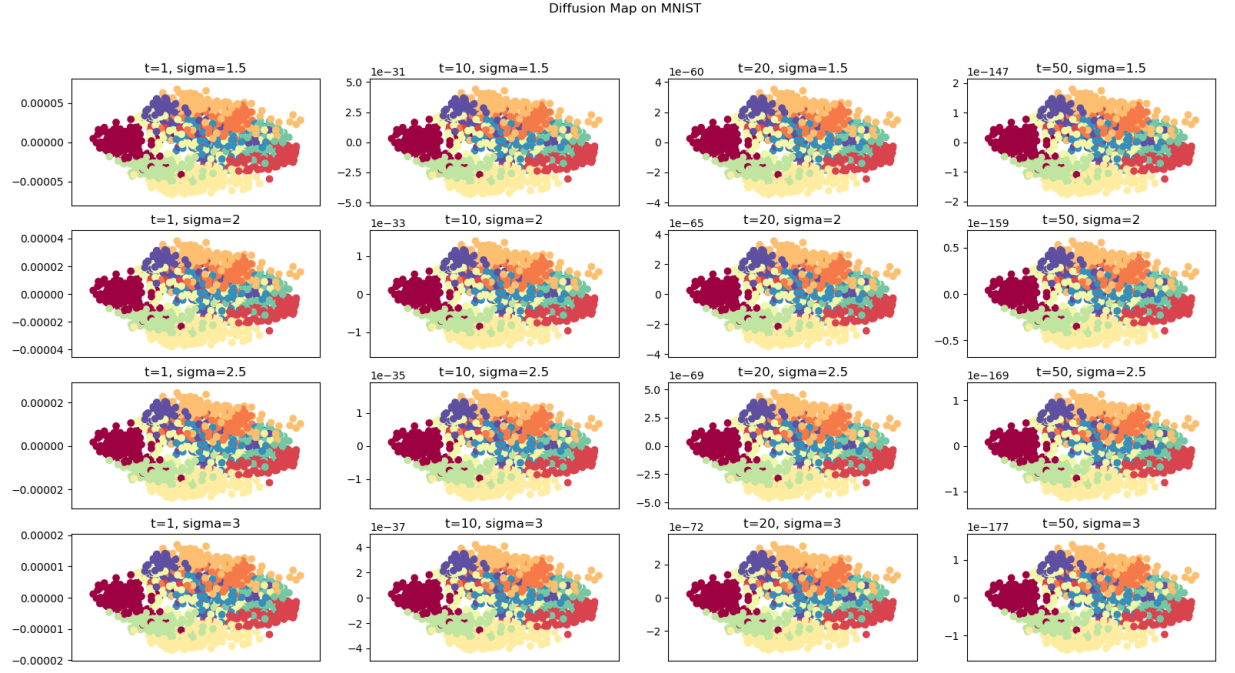 Diffusion Map on MNIST
t=1, sigma=1.5
0.00005
0.00000
−0.00005
1e−31
t=10, sigma=1.5
5.0
2.5
0.0
−2.5
−5.0
1e−60
t=20, sigma=1.5
4
2
0
−2
−4
1e−147
t=50, sigma=1.5
2
1
0
−1
−2
t=1, sigma=2
0.00004
0.00002
0.00000
−0.00002
−0.00004
1e−33
t=10, sigma=2
1
0
−1
1e−65
t=20, sigma=2
4
2
0
−2
−4
1e−159
t=50, sigma=2
0.5
0.0
−0.5
t=1, sigma=2.5
0.00002
0.00000
−0.00002
1e−35
t=10, sigma=2.5
1
0
−1
1e−69
t=20, sigma=2.5
5.0
2.5
0.0
−2.5
−5.0
1e−169
t=50, sigma=2.5
1
0
−1
t=1, sigma=3
0.00002
0.00001
0.00000
−0.00001
−0.00002
1e−37
t=10, sigma=3
4
2
0
−2
−4
1e−72
t=20, sigma=3
2
0
−2
1e−177
t=50, sigma=3
1
0
−1